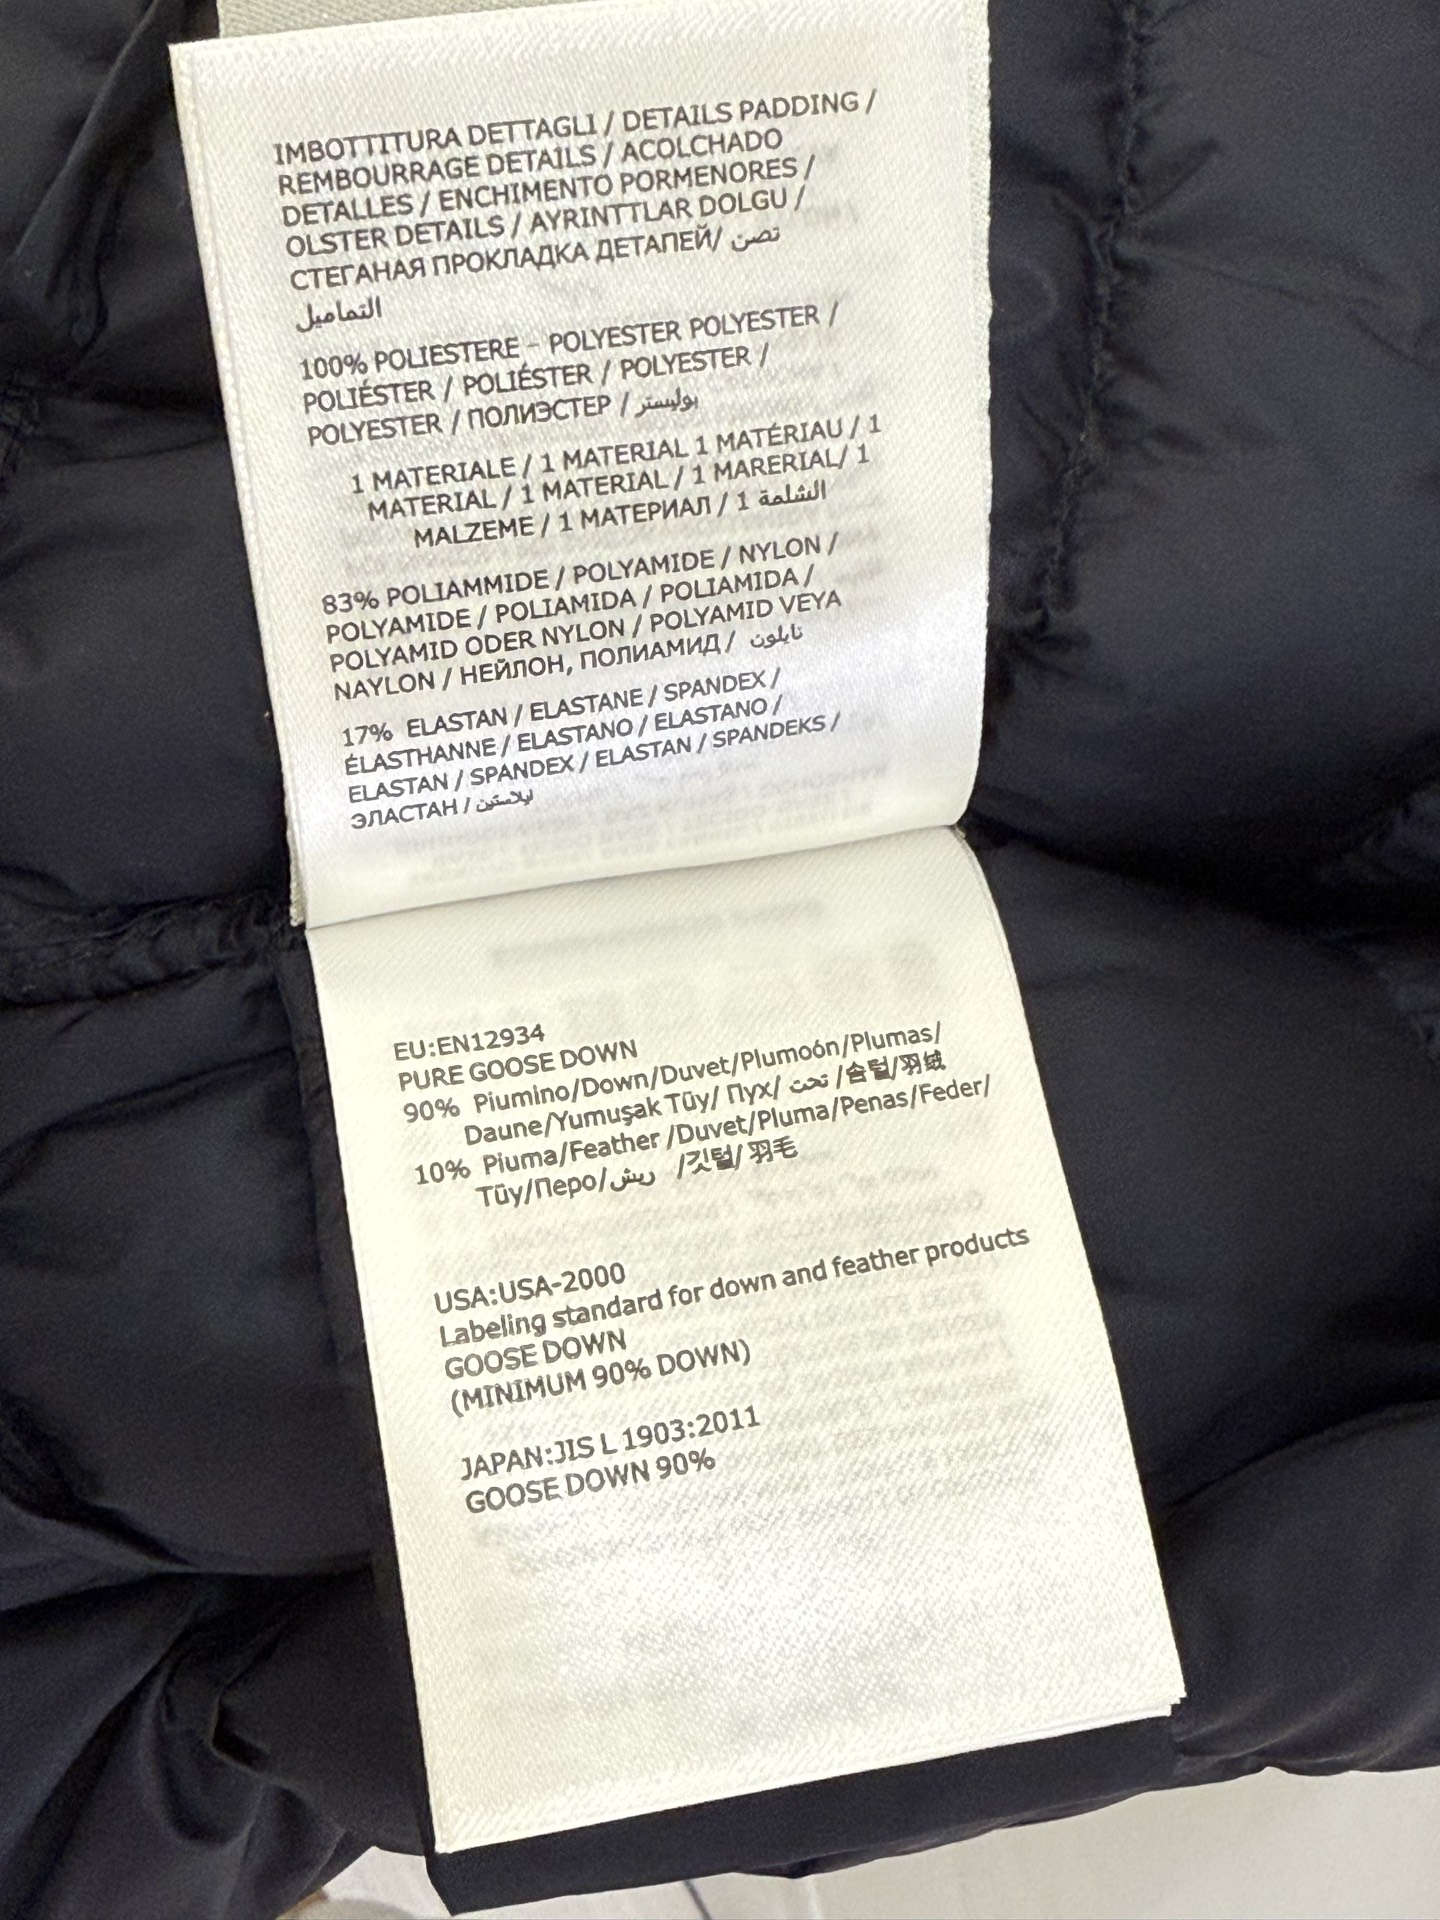 IMBOTTITURA DETTAGLI / DETAILS PADDING /
REMBOURRAGE DETA1LS / ACOLCHADO
DETALLES / ENCHIMENTO PORMENORES /
OLSTER DETAILS / AYRINTTLAR DOLGU /
СТЕГАНАЯ ПРОКЛАДКА ДЕТАПЕЙ/ تصن
التماميل
100% POLIESTERE - POLYESTER POLYESTER /
POLIÉSTER / POLIÉSTER / POLYESTER /
POLYESTER / ПОЛИЭСТЕР / بوليستر
1 MATERIALE / 1 MATERIAL 1 MATÉRIAU / 1
MATERIAL / 1 MATERIAL / 1 MARERIAL/ 1
MALZEME / 1 МАТЕРИАЛ / 1 الشلمة
83% POLIAMMIDE / POLYAMIDE / NYLON /
POLYAMIDE / POLIAMIDA / POLIAMIDA /
POLYAMID ODER NYLON / POLYAMID VEYA
NAYLON / НЕЙЛОН, ПОЛИАМИД / نايلون
17% ELASTAN / ELASTANE / SPANDEX /
ÉLASTHANNE / ELASTANO / ELASTANO /
ELASTAN / SPANDEX / ELASTAN / SPANDEKS /
ЭЛАСТАН /
EU:EN12934
PURE GOOSE DOWN
90% Piumino/Down/Duvet/Plumoón/Plumas/
Daune/Yumuşak Tüy/ Пух/ تحت /솜털/羽绒
10% Piuma/Feather /Duvet/Pluma/Penas/Feder/
Tüy/Перо/ريش /깃털/ 羽毛
USA:USA-2000
Labeling standard for down and feather products
GOOSE DOWN
(MINIMUM 90% DOWN)
JAPAN:JIS L 1903:2011
GOOSE DOWN 90%